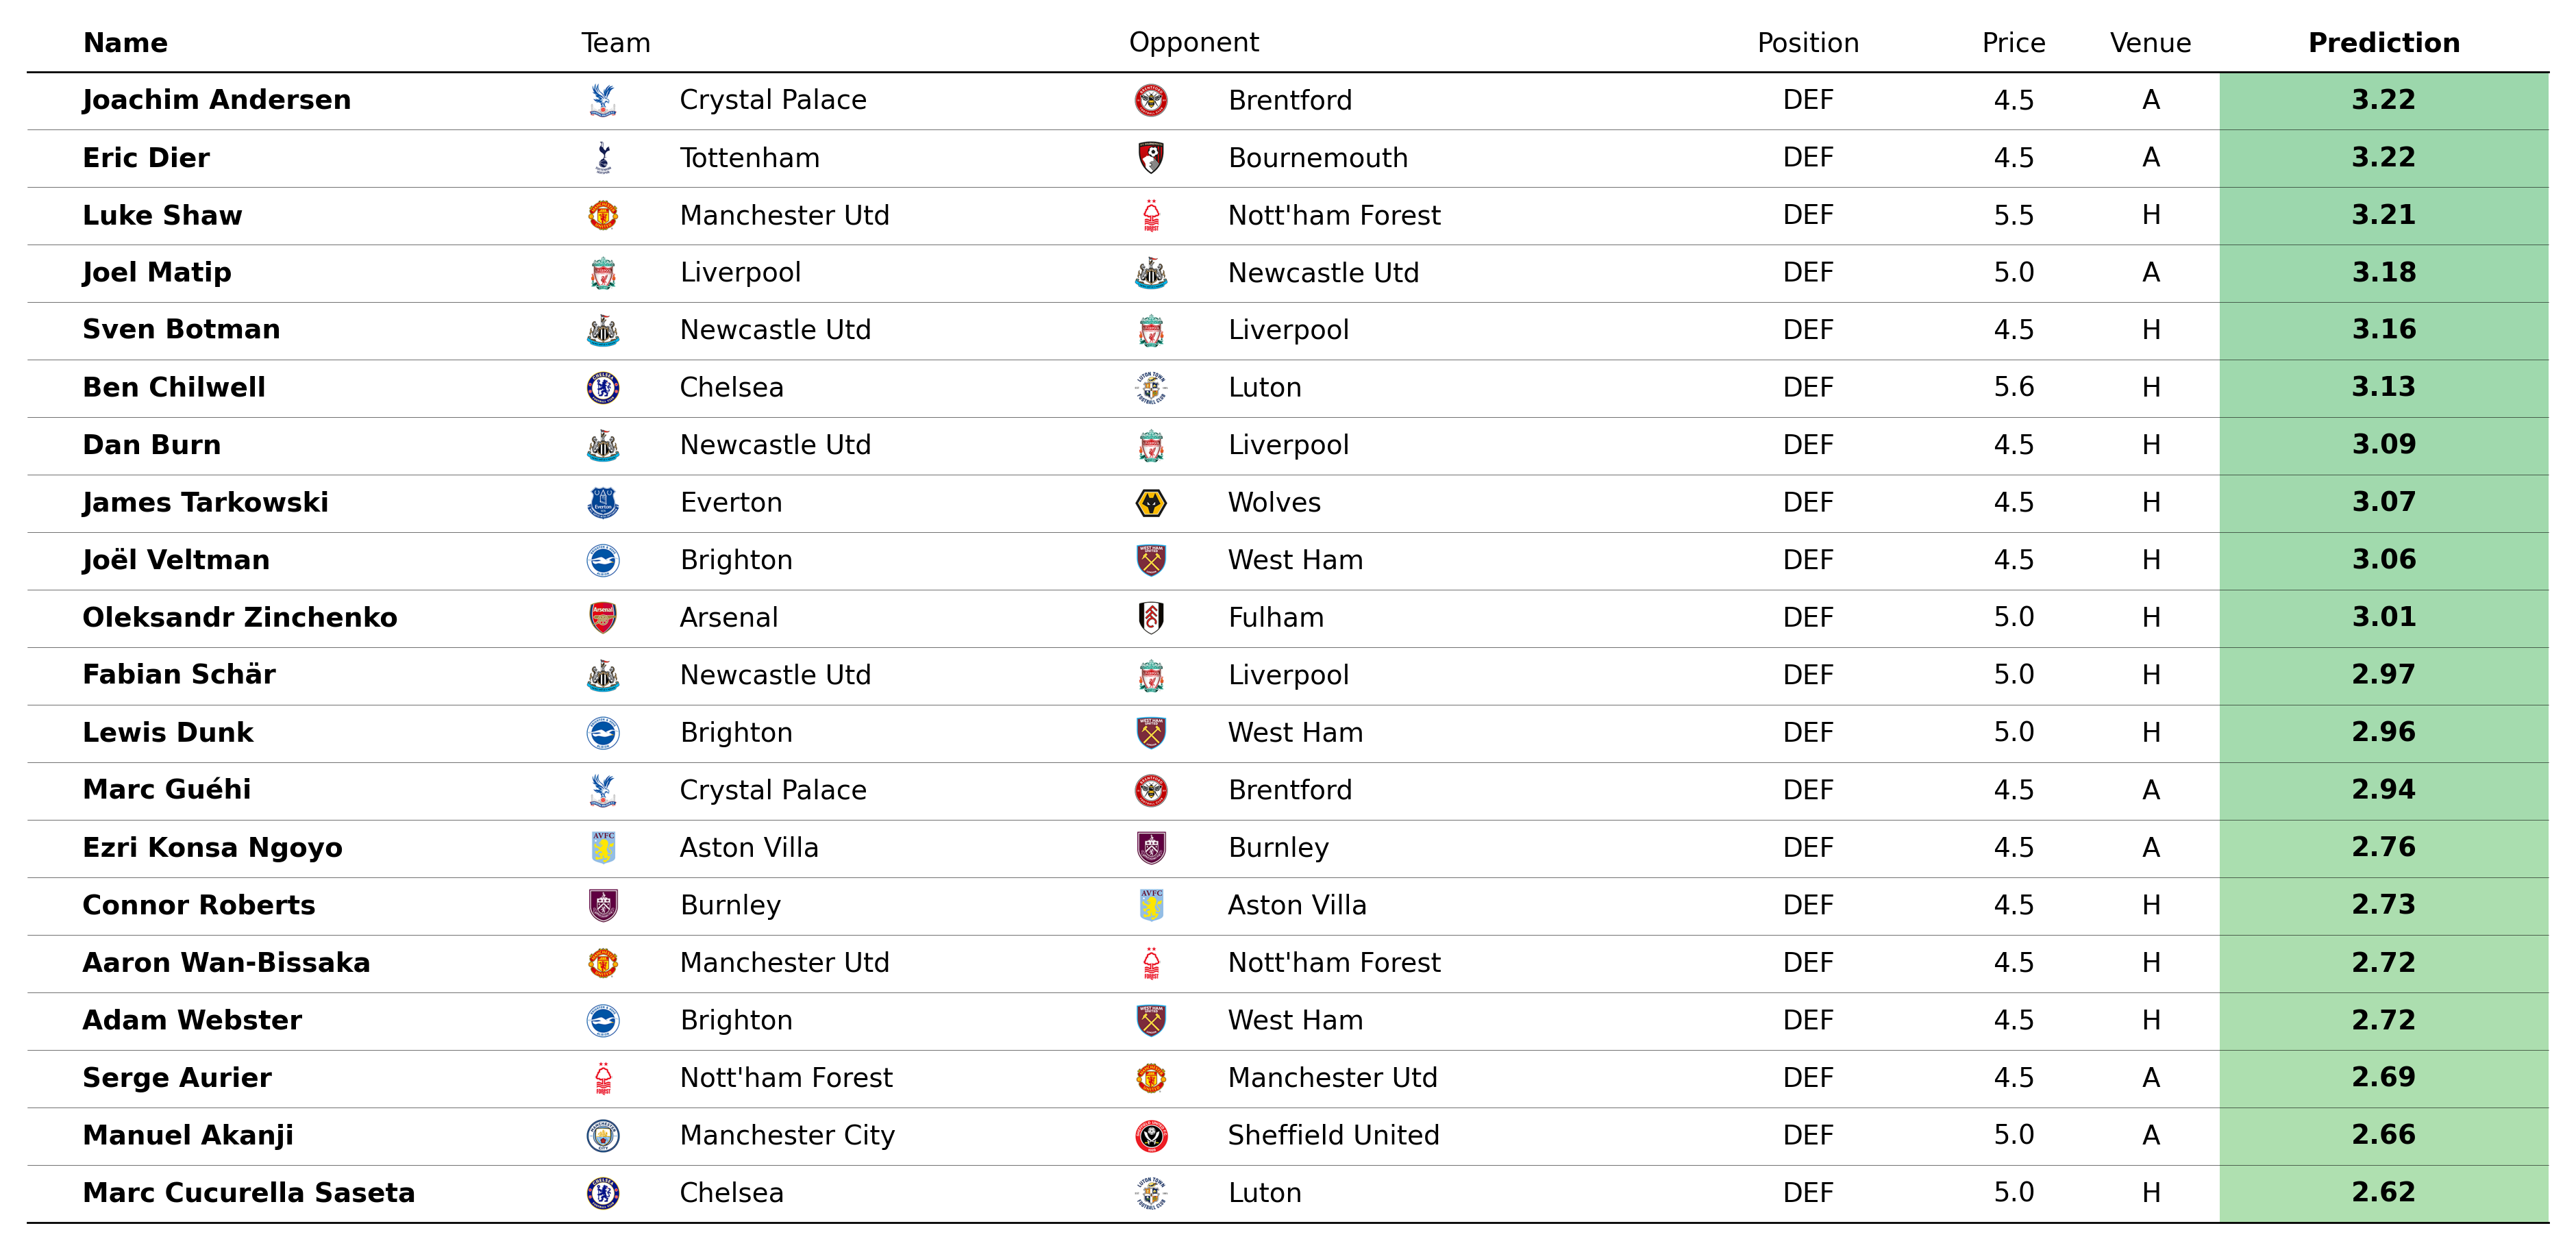 Name Team Opponent Position Price Venue Prediction
Joachim Andersen Crystal Palace Brentford DEF 4.5 A 3.22
Eric Dier Tottenham Bournemouth DEF 4.5 A 3.22
Luke Shaw Manchester Utd Nott'ham Forest DEF 5.5 H 3.21
Joel Matip Liverpool Newcastle Utd DEF 5.0 A 3.18
Sven Botman Newcastle Utd Liverpool DEF 4.5 H 3.16
Ben Chilwell Chelsea Luton DEF 5.6 H 3.13
Dan Burn Newcastle Utd Liverpool DEF 4.5 H 3.09
James Tarkowski Everton Wolves DEF 4.5 H 3.07
Joël Veltman Brighton West Ham DEF 4.5 H 3.06
Oleksandr Zinchenko Arsenal Fulham DEF 5.0 H 3.01
Fabian Schär Newcastle Utd Liverpool DEF 5.0 H 2.97
Lewis Dunk Brighton West Ham DEF 5.0 H 2.96
Marc Guéhi Crystal Palace Brentford DEF 4.5 A 2.94
Ezri Konsa Ngoyo Aston Villa Burnley DEF 4.5 A 2.76
Connor Roberts Burnley Aston Villa DEF 4.5 H 2.73
Aaron Wan-Bissaka Manchester Utd Nott'ham Forest DEF 4.5 H 2.72
Adam Webster Brighton West Ham DEF 4.5 H 2.72
Serge Aurier Nott'ham Forest Manchester Utd DEF 4.5 A 2.69
Manuel Akanji Manchester City Sheffield United DEF 5.0 A 2.66
Marc Cucurella Saseta Chelsea Luton DEF 5.0 H 2.62